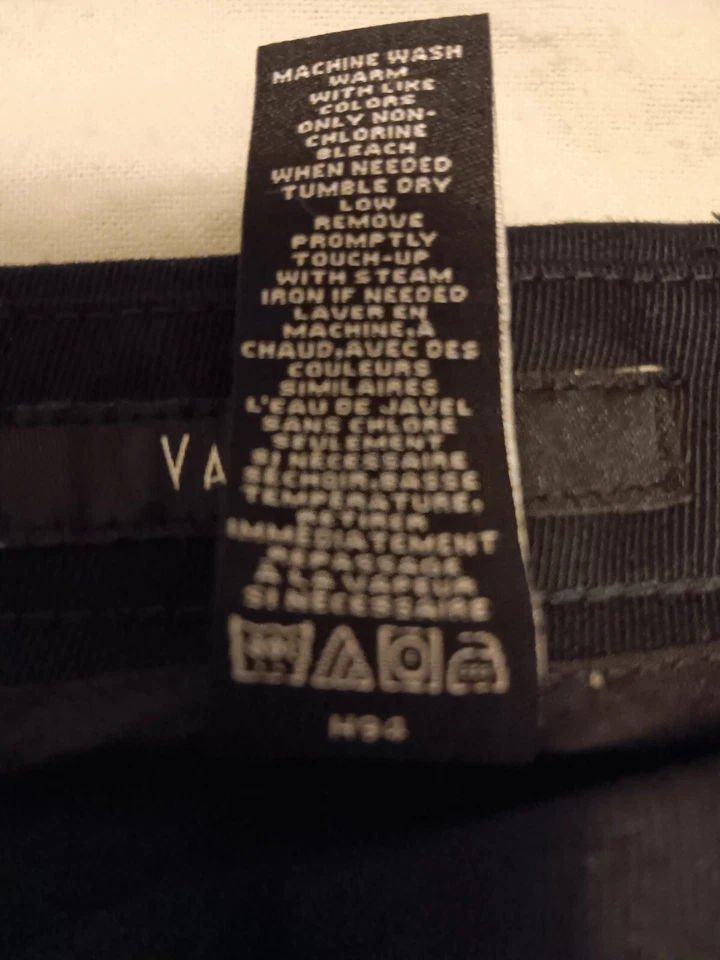 MACHINE WASH
WARM
WITH LIKE
COLORS
ONLY NON-
CHLORINE
BLEACH
WHEN NEEDED
TUMBLE DRY
LOW
REMOVE
PROMPTLY
TOUCH-UP
WITH STEAM
IRON IF NEEDED
LAVER EN
MACHINE,À
CHAUD,AVEC DES
COULEURS
SIMILAIRES
L'EAU DE JAVEL
SANS CHLORE
SEULEMENT
SI NÉCESSAIRE
SÉCHOIR,BASSE
TEMPÉRATURE,
RETIRER
IMMÉDIATEMENT
REPASSAGE
À LA VAPEUR
SI NÉCESSAIRE
H94
VA